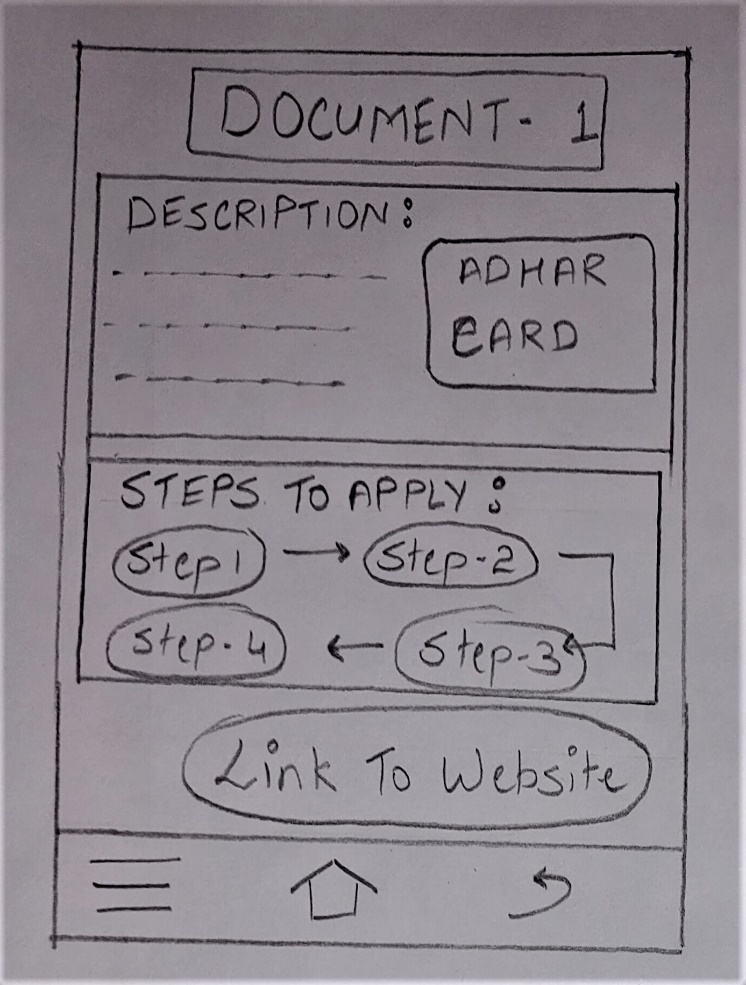 DOCUMENT- 1
DESCRIPTION:
ADHAR
CARD
STEPS TO APPLY:
Step 1
Step-2
Step-3
Step-4
Link To Website